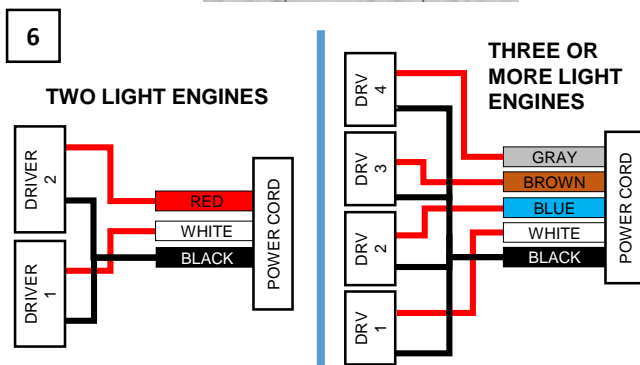 6
TWO LIGHT ENGINES
DRIVER
2
DRIVER
1
RED
WHITE
BLACK
POWER CORD
THREE OR
MORE LIGHT
ENGINES
DRV
4
DRV
3
DRV
2
DRV
1
GRAY
BROWN
BLUE
WHITE
BLACK
POWER CORD